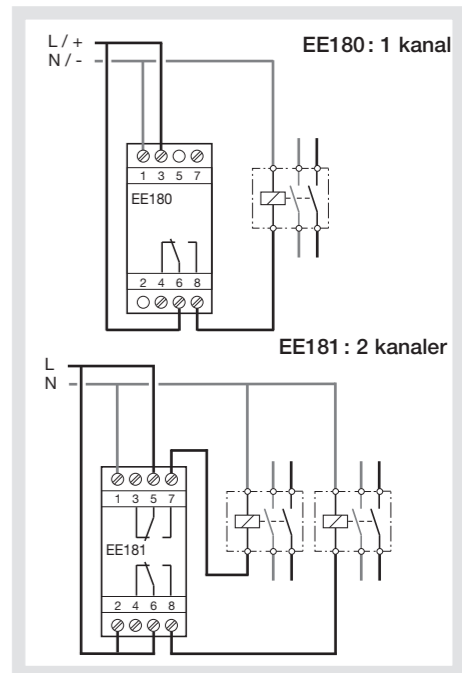 L / +
N / -
EE180 : 1 kanal
1 3 5 7
EE180
2 4 6 8
EE181 : 2 kanaler
L
N
1 3 5 7
EE181
2 4 6 8